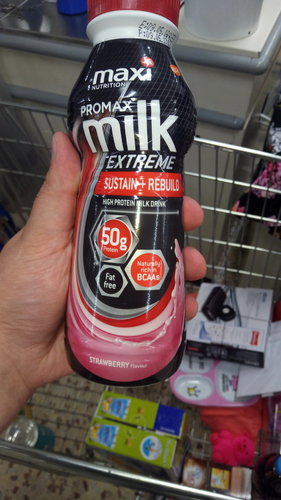 maxi
NUTRITION
PROMAX
milk
EXTREME
SUSTAIN + REBUILD
HIGH PROTEIN MILK DRINK
50g
Protein
Naturally
rich in
BCAAs
Fat
free
STRAWBERRY flavour